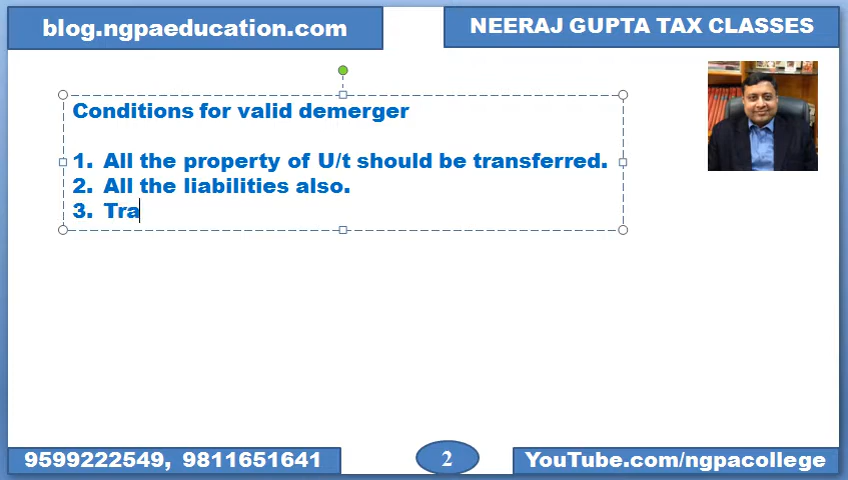 blog.ngpaeducation.com
NEERAJ GUPTA TAX CLASSES
Conditions for valid demerger
1. All the property of U/t should be transferred.
2. All the liabilities also.
3. Tra
9599222549, 9811651641
2
YouTube.com/ngpacollege